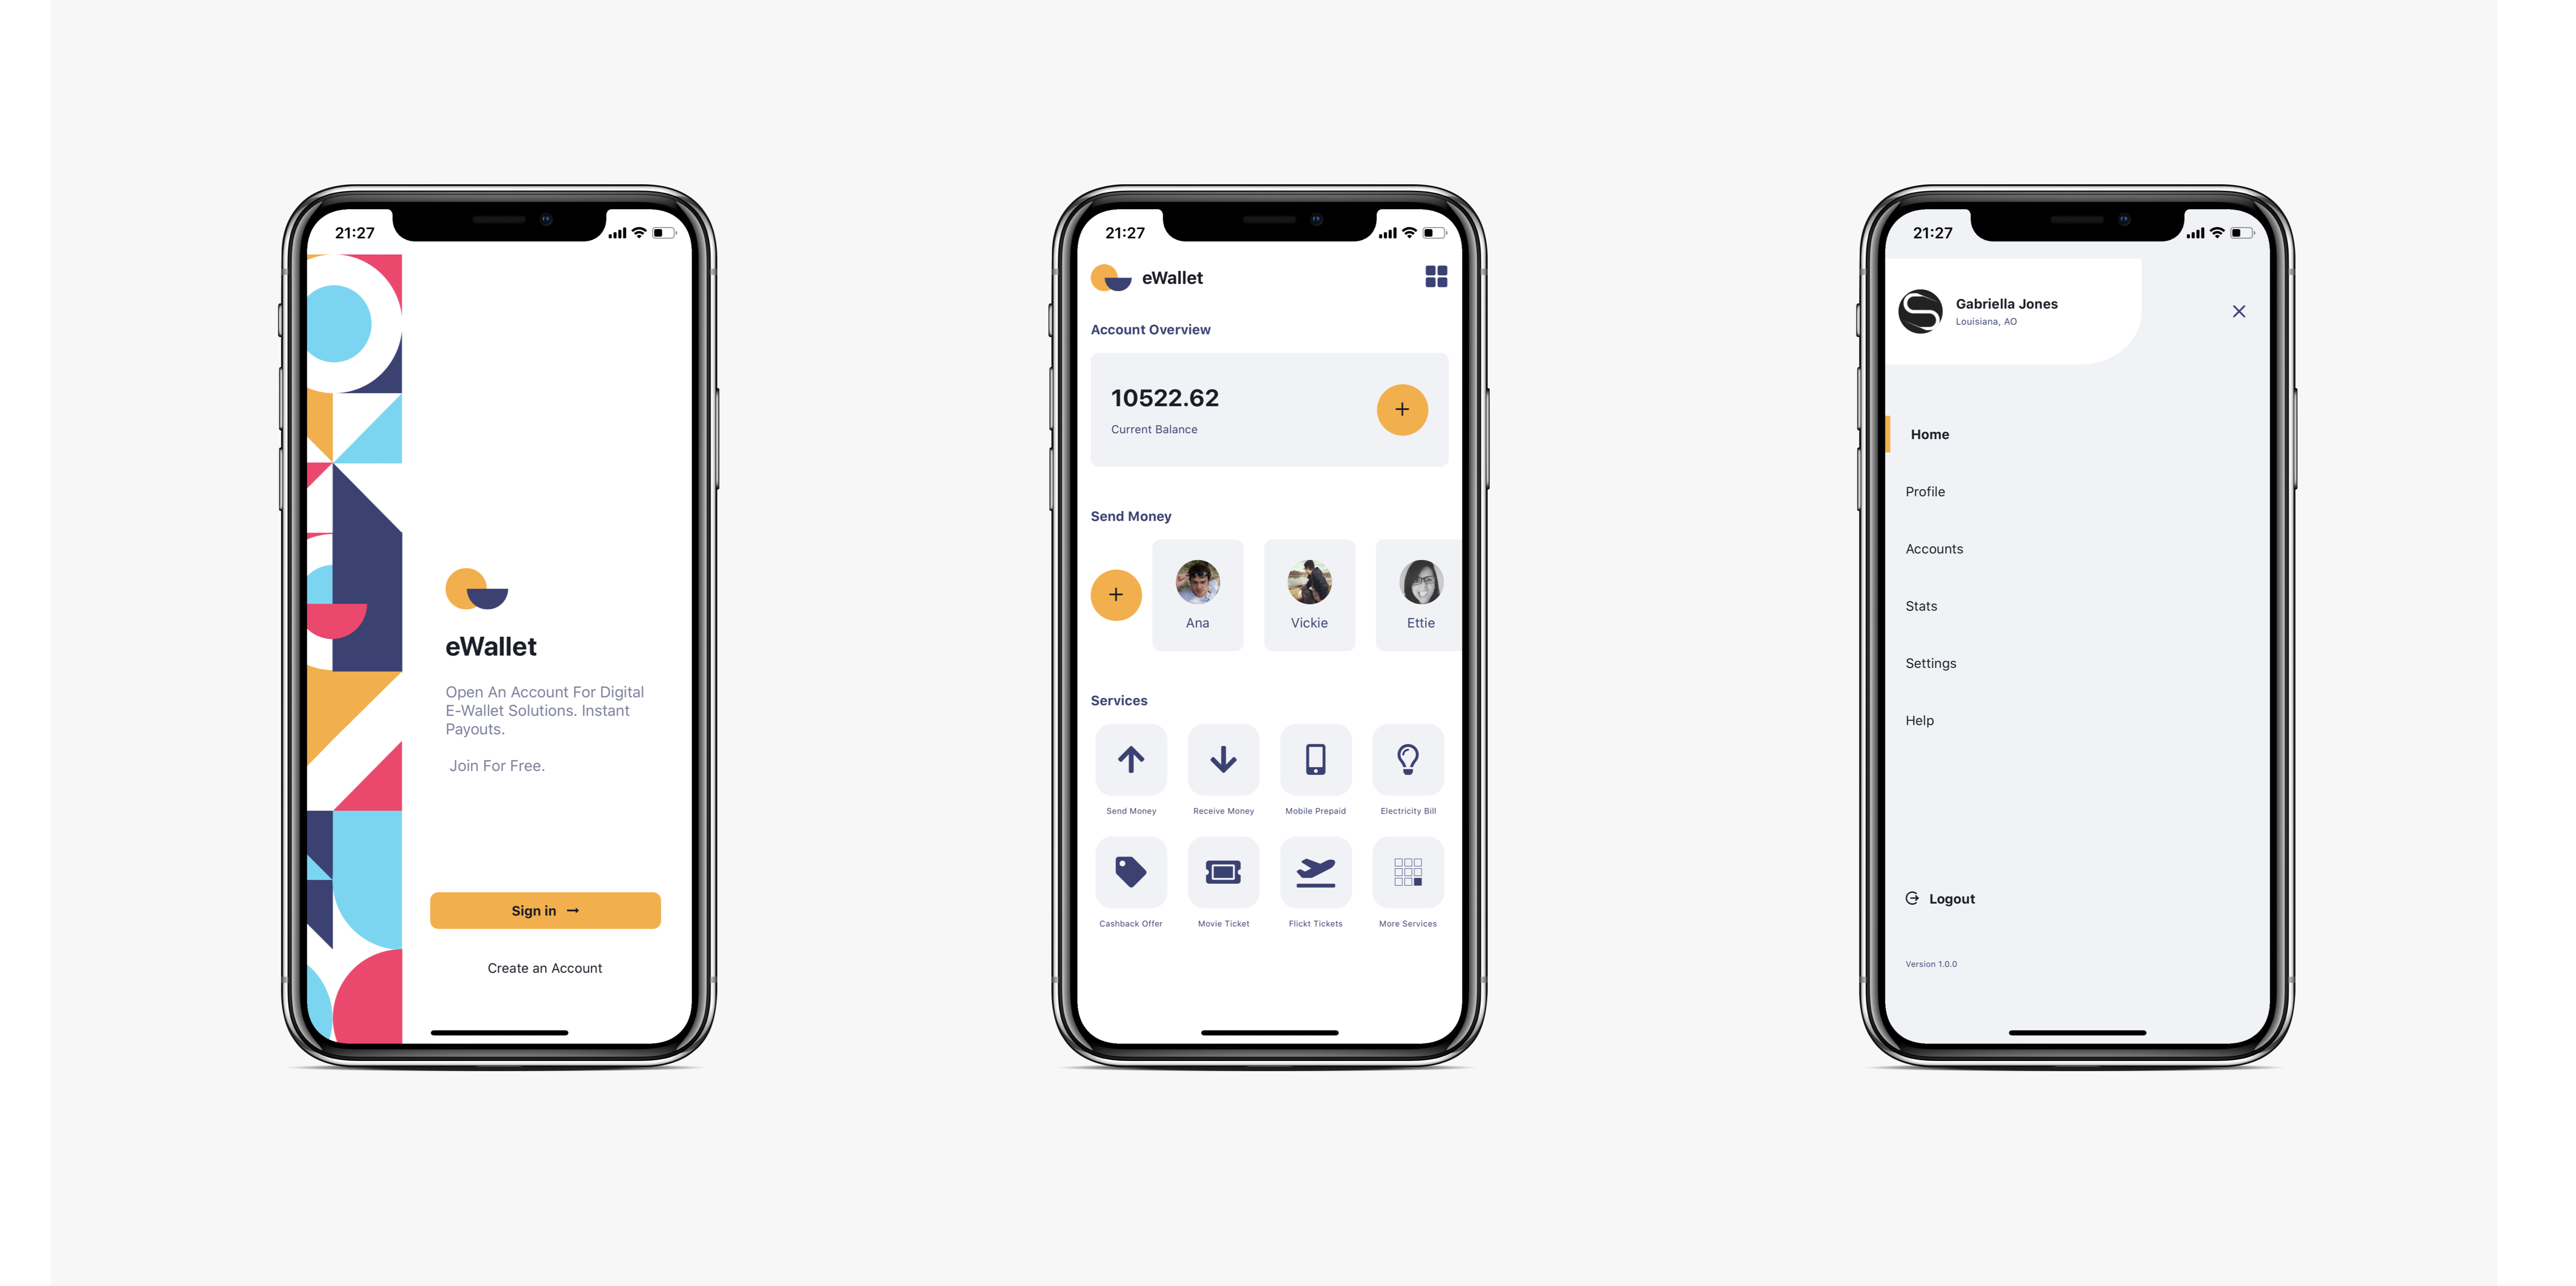 21:27
eWallet
Open An Account For Digital
E-Wallet Solutions. Instant
Payouts.
Join For Free.
Sign in →
Create an Account
21:27
eWallet
Account Overview
10522.62
+
Current Balance
Send Money
+
Ana Vickie Ettie
Services
Send Money Receive Money Mobile Prepaid Electricity Bill
Cashback Offer Movie Ticket Flickt Tickets More Services
21:27
Gabriella Jones
Louisiana, AO
Home
Profile
Accounts
Stats
Settings
Help
Logout
Version 1.0.0